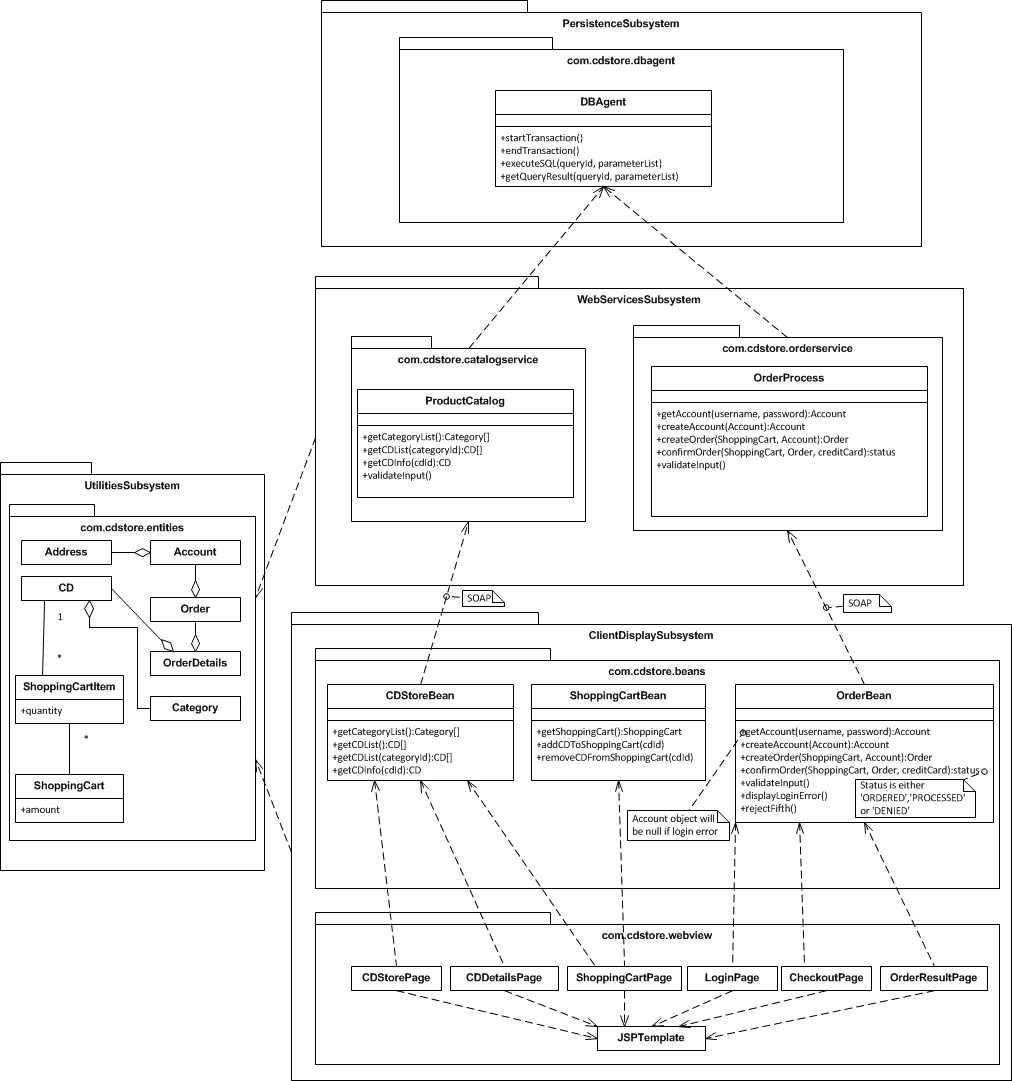 PersistenceSubsystem
com.cdstore.dbagent
DBAgent
+startTransaction()
+endTransaction()
+executeSQL(queryId, parameterList)
+getQueryResult(queryId, parameterList)
WebServicesSubsystem
com.cdstore.catalogservice
ProductCatalog
+getCategoryList():Category[]
+getCDList(categoryId):CD[]
+getCDInfo(cdId):CD
+validateInput()
com.cdstore.orderservice
OrderProcess
+getAccount(username, password):Account
+createAccount(Account):Account
+createOrder(ShoppingCart, Account):Order
+confirmOrder(ShoppingCart, Order, creditCard):status
+validateInput()
UtilitiesSubsystem
com.cdstore.entities
Address
Account
CD
Order
1
*
OrderDetails
ShoppingCartItem
+quantity
Category
*
ShoppingCart
+amount
SOAP
SOAP
ClientDisplaySubsystem
com.cdstore.beans
CDStoreBean
+getCategoryList():Category[]
+getCDList():CD[]
+getCDList(categoryId):CD[]
+getCDInfo(cdId):CD
ShoppingCartBean
+getShoppingCart():ShoppingCart
+addCDToShoppingCart(cdId)
+removeCDFromShoppingCart(cdId)
OrderBean
+getAccount(username, password):Account
+createAccount(Account):Account
+createOrder(ShoppingCart, Account):Order
+confirmOrder(ShoppingCart, Order, creditCard):status
+validateInput()
+displayLoginError()
+rejectFifth()
Status is either
'ORDERED','PROCESSED'
or 'DENIED'
Account object will
be null if login error
com.cdstore.webview
CDStorePage
CDDetailsPage
ShoppingCartPage
LoginPage
CheckoutPage
OrderResultPage
JSPTemplate